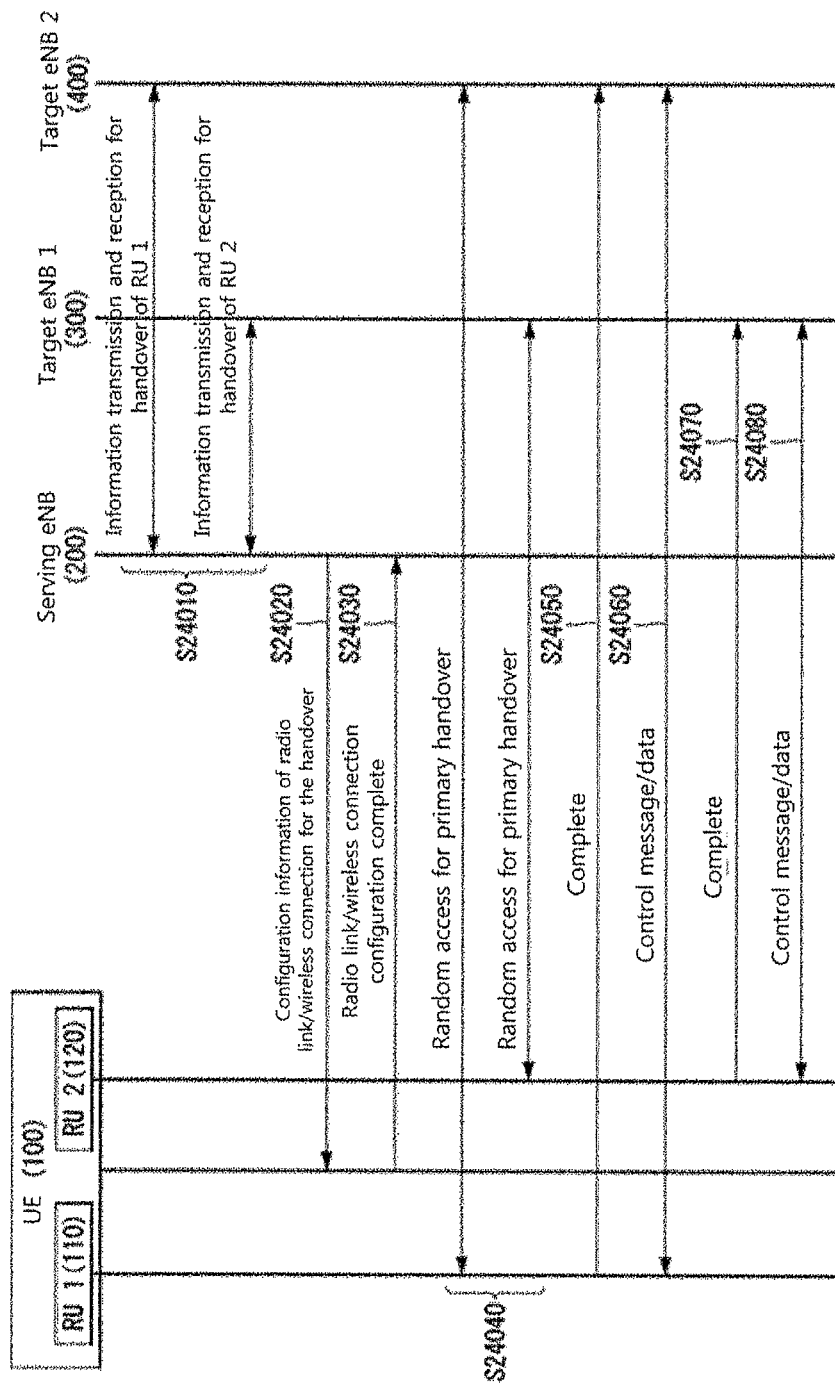 UE (100)
RU 1 (110)
RU 2 (120)
Serving eNB
(200)
Target eNB 1
(300)
Target eNB 2
(400)
Information transmission and reception for
handover of RU 1
Information transmission and reception for
handover of RU 2
S24010
Configuration information of radio
link/wireless connection for the handover
S24020
Radio link/wireless connection
configuration complete
S24030
Random access for primary handover
Random access for primary handover
S24040
Complete
S24050
Control message/data
S24060
Complete
S24070
Control message/data
S24080